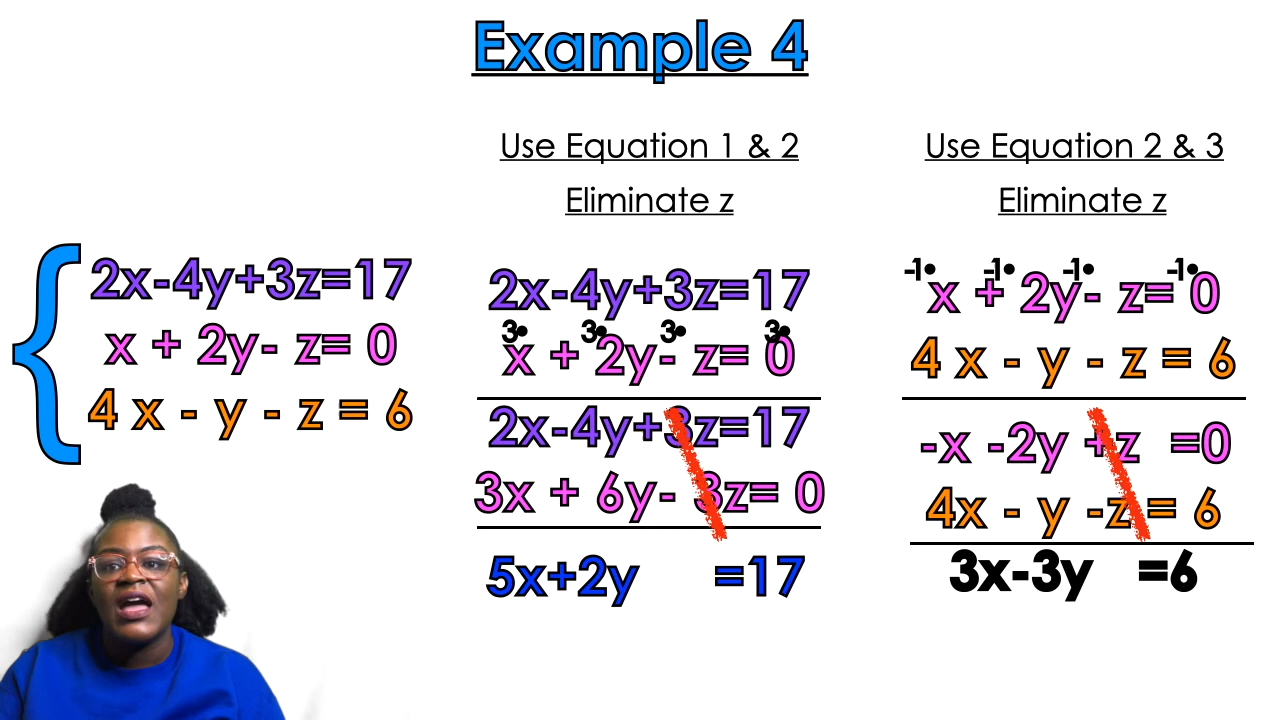 Example 4
2x-4y+3z=17
x + 2y- z= 0
4 x - y - z = 6
Use Equation 1 & 2
Eliminate z
2x-4y+3z=17
3• 3• 3• 3•
x + 2y- z= 0
2x-4y+3z=17
3x + 6y- 3z= 0
5x+2y =17
Use Equation 2 & 3
Eliminate z
-1• -1• -1• -1•
x + 2y- z= 0
4 x - y - z = 6
-x -2y +z =0
4x - y -z = 6
3x-3y =6